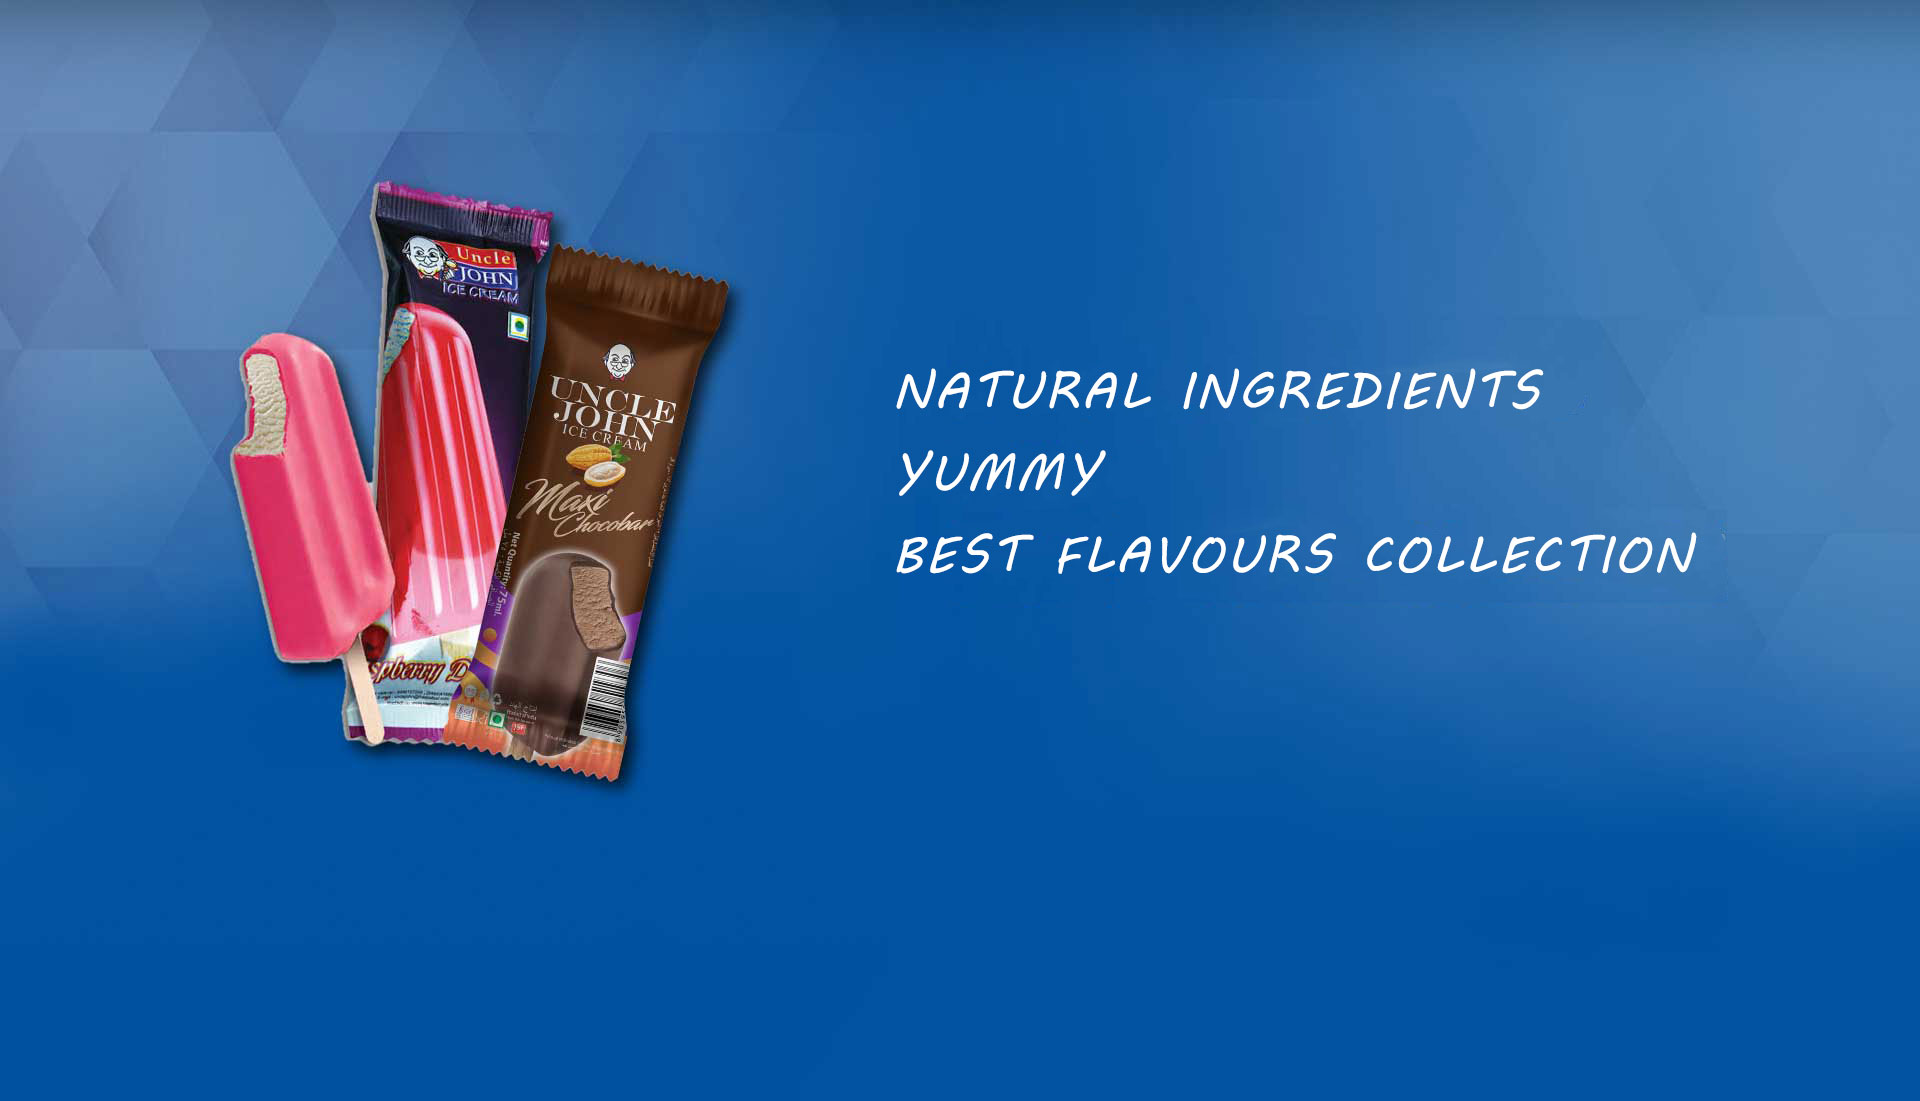 Uncle
JOHN
ICE CREAM
UNCLE
JOHN
ICE CREAM
Maxi
Chocobar
Net Quantity: 75ml.
NATURAL INGREDIENTS
YUMMY
BEST FLAVOURS COLLECTION
spberry D